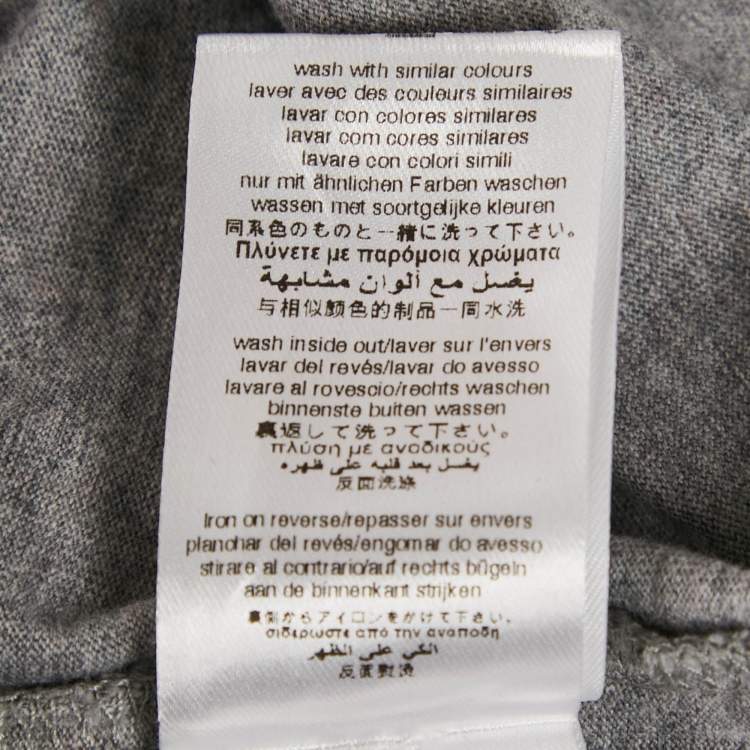 wash with similar colours
laver avec des couleurs similaires
lavar con colores similares
lavar com cores similares
lavare con colori simili
nur mit ähnlichen Farben waschen
wassen met soortgelijke kleuren
同系色のものと一緒に洗って下さい。
Πλύνετε με παρόμοια χρώματα
يغسل مع ألوان مشابهة
与相似颜色的制品一同水洗
wash inside out/laver sur l'envers
lavar del revés/lavar do avesso
lavare al rovescio/rechts waschen
binnenste buiten wassen
裏返して洗って下さい。
πλύση με αναδικούς
يغسل بعد قلبه على ظهره
反面洗涤
Iron on reverse/repasser sur envers
planchar del revés/engomar do avesso
stirare al contrario/auf rechts bügeln
aan de binnenkant strijken
裏側からアイロンをかけて下さい。
σιδερώστε από την αναποδη
الكي على الظهر
反面熨烫